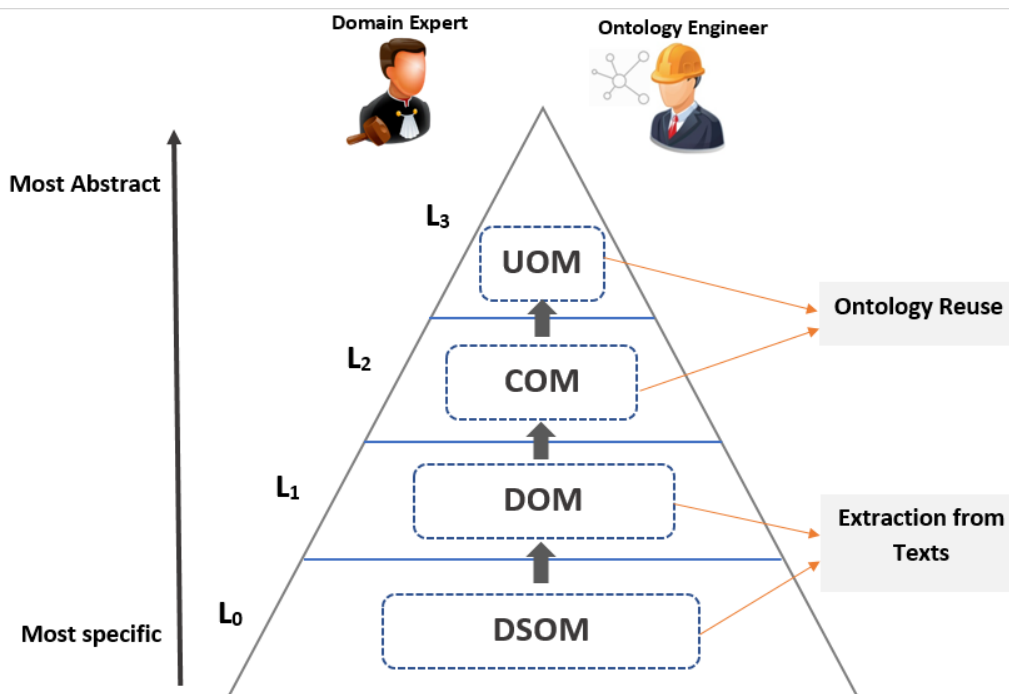 Domain Expert
Ontology Engineer
Most Abstract
L₃
UOM
Ontology Reuse
L₂
COM
L₁
DOM
Extraction from
Texts
L₀
DSOM
Most specific